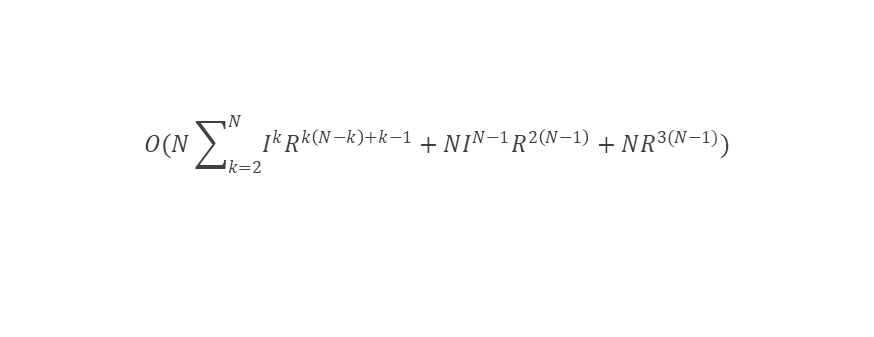 O(N∑_{k=2}^{N} I^{k}R^{k(N−k)+k−1} + NI^{N−1}R^{2(N−1)} + NR^{3(N−1)})